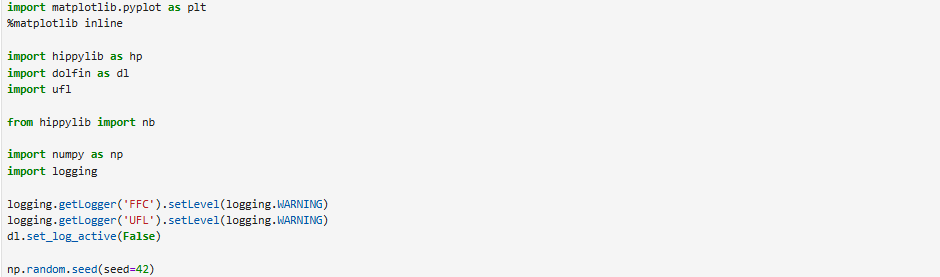 import matplotlib.pyplot as plt
%matplotlib inline
import hippylib as hp
import dolfin as dl
import ufl
from hippylib import nb
import numpy as np
import logging
logging.getLogger('FFC').setLevel(logging.WARNING)
logging.getLogger('UFL').setLevel(logging.WARNING)
dl.set_log_active(False)
np.random.seed(seed=42)